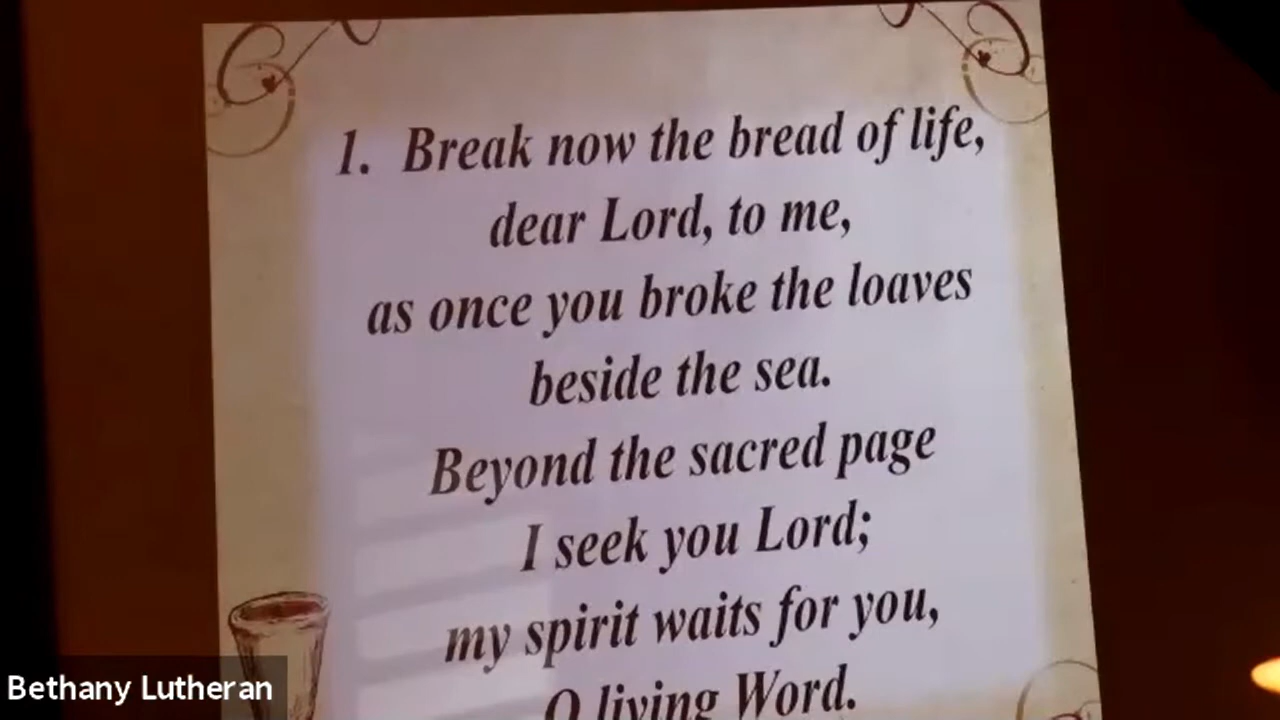 1. Break now the bread of life,
dear Lord, to me,
as once you broke the loaves
beside the sea.
Beyond the sacred page
I seek you Lord;
my spirit waits for you,
O living Word.
Bethany Lutheran